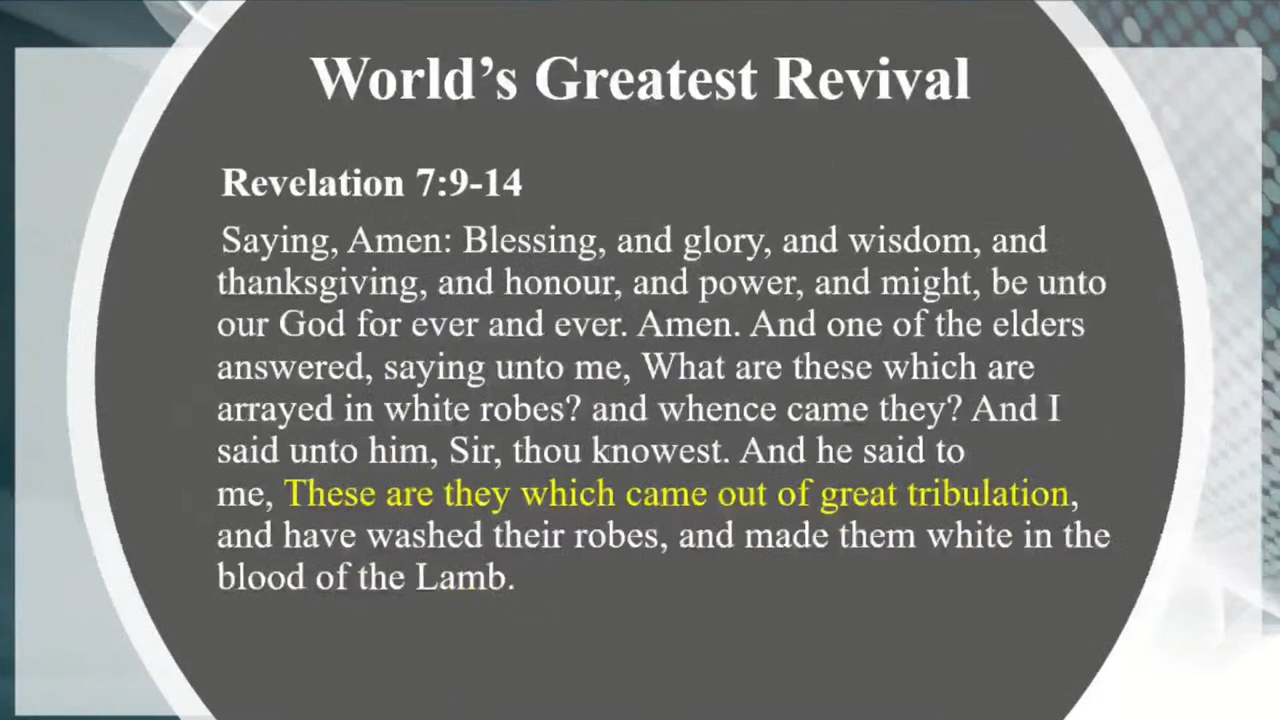 World’s Greatest Revival
Revelation 7:9-14
Saying, Amen: Blessing, and glory, and wisdom, and
thanksgiving, and honour, and power, and might, be unto
our God for ever and ever. Amen. And one of the elders
answered, saying unto me, What are these which are
arrayed in white robes? and whence came they? And I
said unto him, Sir, thou knowest. And he said to
me, These are they which came out of great tribulation,
and have washed their robes, and made them white in the
blood of the Lamb.